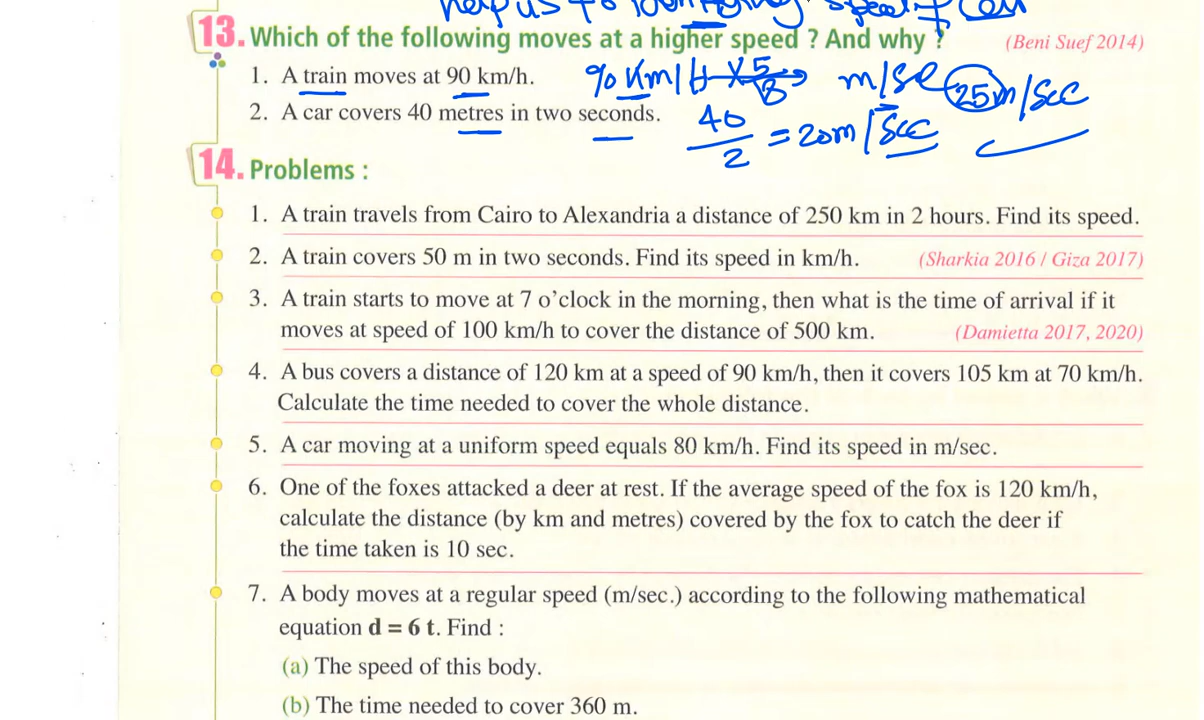 help us to
13. Which of the following moves at a higher speed ? And why ? (Beni Suef 2014)
1. A train moves at 90 km/h. 90 Km/H × 5/18 → m/se 25m/sec
2. A car covers 40 metres in two seconds. 40/2 = 20m/sec
14. Problems :
1. A train travels from Cairo to Alexandria a distance of 250 km in 2 hours. Find its speed.
2. A train covers 50 m in two seconds. Find its speed in km/h. (Sharkia 2016 / Giza 2017)
3. A train starts to move at 7 o'clock in the morning, then what is the time of arrival if it
moves at speed of 100 km/h to cover the distance of 500 km. (Damietta 2017, 2020)
4. A bus covers a distance of 120 km at a speed of 90 km/h, then it covers 105 km at 70 km/h.
Calculate the time needed to cover the whole distance.
5. A car moving at a uniform speed equals 80 km/h. Find its speed in m/sec.
6. One of the foxes attacked a deer at rest. If the average speed of the fox is 120 km/h,
calculate the distance (by km and metres) covered by the fox to catch the deer if
the time taken is 10 sec.
7. A body moves at a regular speed (m/sec.) according to the following mathematical
equation d = 6 t. Find :
(a) The speed of this body.
(b) The time needed to cover 360 m.